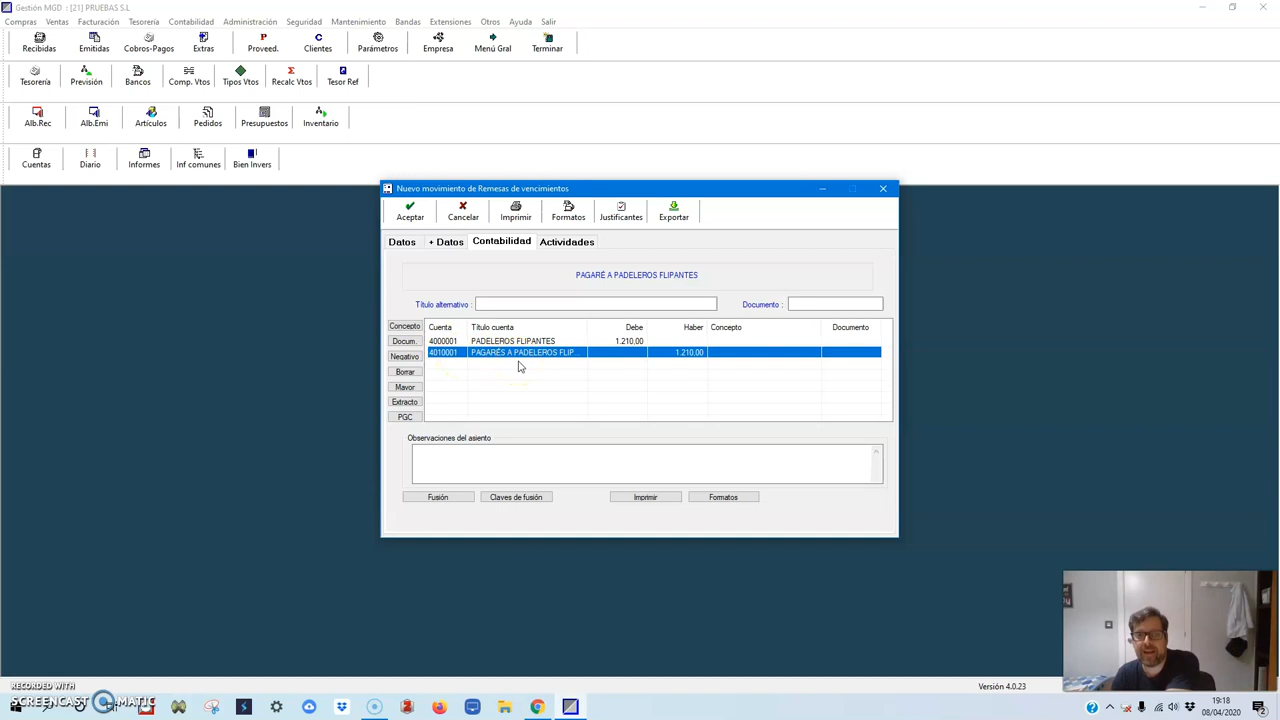 Gestión MGD : [21] PRUEBAS S.L
Compras Ventas Facturación Tesorería Contabilidad Administración Seguridad Mantenimiento Bandas Extensiones Otros Ayuda Salir
Recibidas Emitidas Cobros-Pagos Extras Proveed. Clientes Parámetros Empresa Menú Gral Terminar
Tesorería Previsión Bancos Comp. Vtos Tipos Vtos Recalc Vtos Tesor Ref
Alb.Rec Alb.Emi Artículos Pedidos Presupuestos Inventario
Cuentas Diario Informes Inf comunes Bien Invers
Nuevo movimiento de Remesas de vencimientos
Aceptar Cancelar Imprimir Formatos Justificantes Exportar
Datos + Datos Contabilidad Actividades
PAGARÉ A PADELEROS FLIPANTES
Título alternativo : Documento :
Concepto Cuenta Título cuenta Debe Haber Concepto Documento
Docum. 4000001 PADELEROS FLIPANTES 1.210,00
4010001 PAGARÉS A PADELEROS FLIP... 1.210,00
Negativo
Borrar
Mayor
Extracto
PGC
Observaciones del asiento
Fusión Claves de fusión Imprimir Formatos
RECORDED WITH
SCREENCAST MATIC
Versión 4.0.23
19:18
08/04/2020